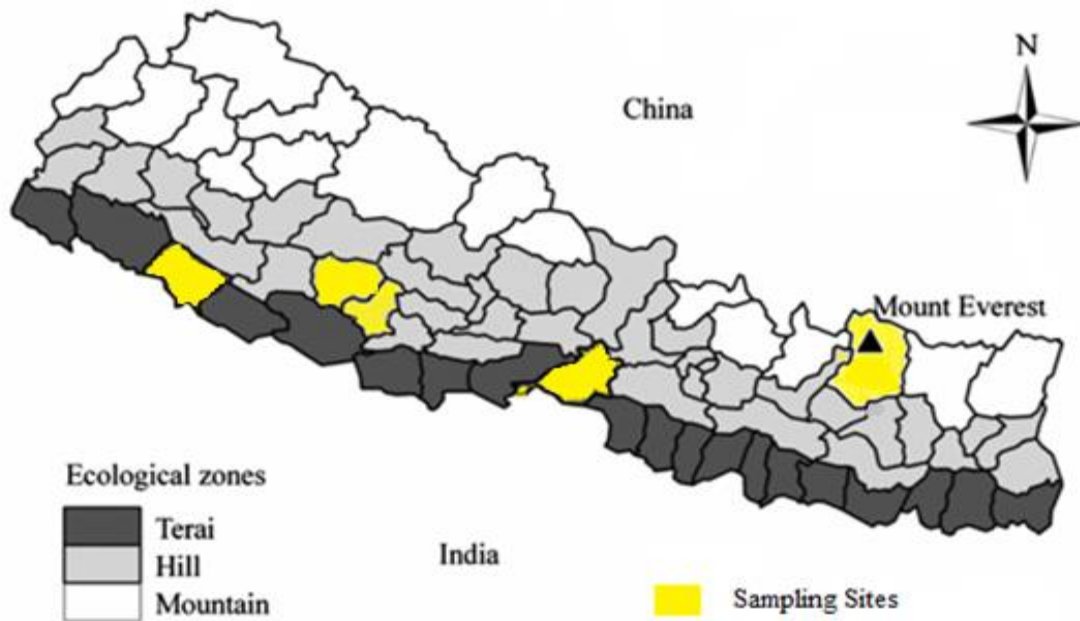 N
China
Mount Everest
Ecological zones
Terai
Hill
Mountain
India
Sampling Sites